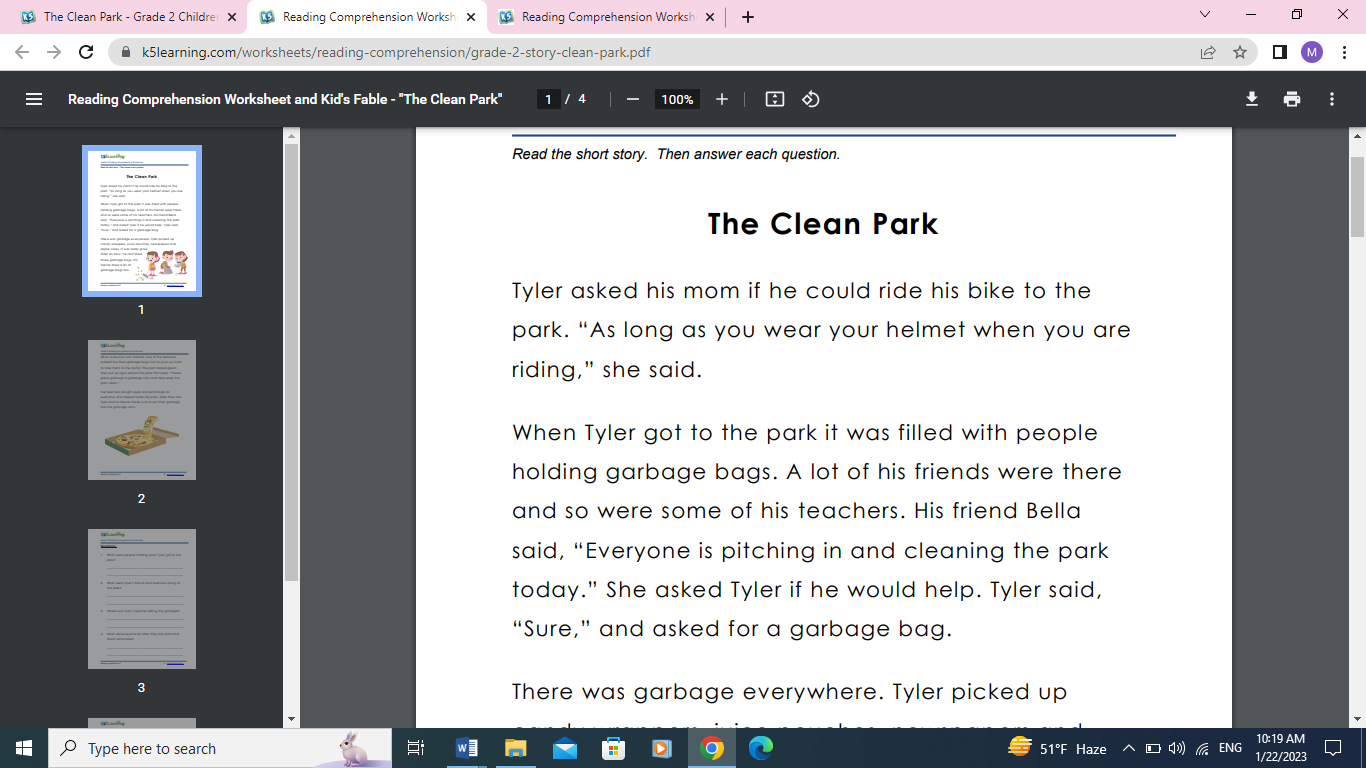 The Clean Park - Grade 2 Childre
Reading Comprehension Worksh
Reading Comprehension Worksh
k5learning.com/worksheets/reading-comprehension/grade-2-story-clean-park.pdf
M
Reading Comprehension Worksheet and Kid's Fable - "The Clean Park"
1 / 4
100%
1
2
3
Read the short story. Then answer each question.
The Clean Park
Tyler asked his mom if he could ride his bike to the
park. “As long as you wear your helmet when you are
riding,” she said.
When Tyler got to the park it was filled with people
holding garbage bags. A lot of his friends were there
and so were some of his teachers. His friend Bella
said, “Everyone is pitching in and cleaning the park
today.” She asked Tyler if he would help. Tyler said,
“Sure,” and asked for a garbage bag.
There was garbage everywhere. Tyler picked up
Type here to search
51°F Haze
ENG
10:19 AM
1/22/2023